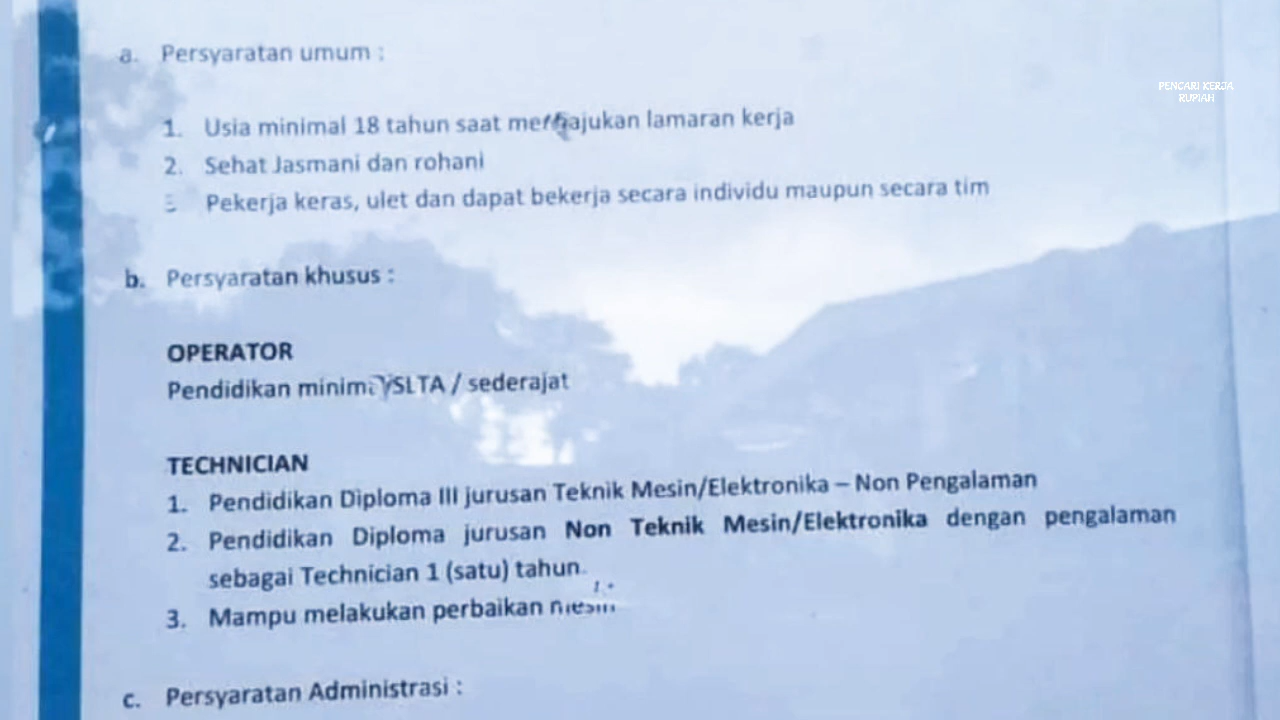 a. Persyaratan umum :
PENCARI KERJA
RUPIAH
1. Usia minimal 18 tahun saat mengajukan lamaran kerja
2. Sehat Jasmani dan rohani
Pekerja keras, ulet dan dapat bekerja secara individu maupun secara tim
b. Persyaratan khusus :
OPERATOR
Pendidikan minimal SLTA / sederajat
TECHNICIAN
1. Pendidikan Diploma III jurusan Teknik Mesin/Elektronika – Non Pengalaman
2. Pendidikan Diploma jurusan Non Teknik Mesin/Elektronika dengan pengalaman
sebagai Technician 1 (satu) tahun.
3. Mampu melakukan perbaikan mesin
c. Persyaratan Administrasi :